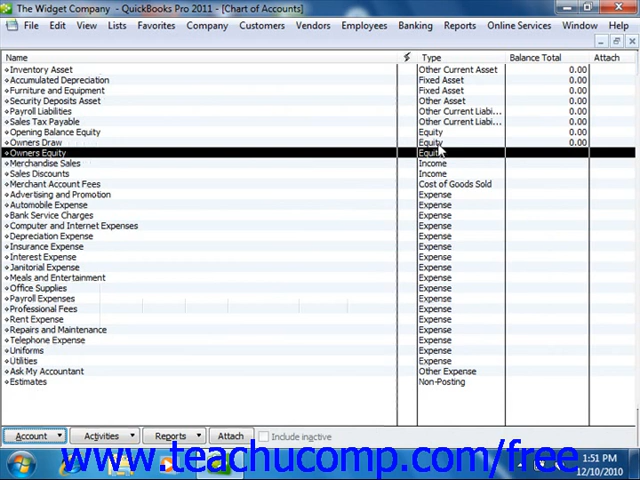 The Widget Company - QuickBooks Pro 2011 - [Chart of Accounts]
File Edit View Lists Favorites Company Customers Vendors Employees Banking Reports Online Services Window Help
Name Type Balance Total Attach
Inventory Asset Other Current Asset 0.00
Accumulated Depreciation Fixed Asset 0.00
Furniture and Equipment Fixed Asset 0.00
Security Deposits Asset Other Asset 0.00
Payroll Liabilities Other Current Liabi... 0.00
Sales Tax Payable Other Current Liabi... 0.00
Opening Balance Equity Equity 0.00
Owners Draw Equity 0.00
Owners Equity Equity
Merchandise Sales Income
Sales Discounts Income
Merchant Account Fees Cost of Goods Sold
Advertising and Promotion Expense
Automobile Expense Expense
Bank Service Charges Expense
Computer and Internet Expenses Expense
Depreciation Expense Expense
Insurance Expense Expense
Interest Expense Expense
Janitorial Expense Expense
Meals and Entertainment Expense
Office Supplies Expense
Payroll Expenses Expense
Professional Fees Expense
Rent Expense Expense
Repairs and Maintenance Expense
Telephone Expense Expense
Uniforms Expense
Utilities Expense
Ask My Accountant Other Expense
Estimates Non-Posting
Account Activities Reports Attach Include inactive
www.teachucomp.com/free
1:51 PM
12/10/2010